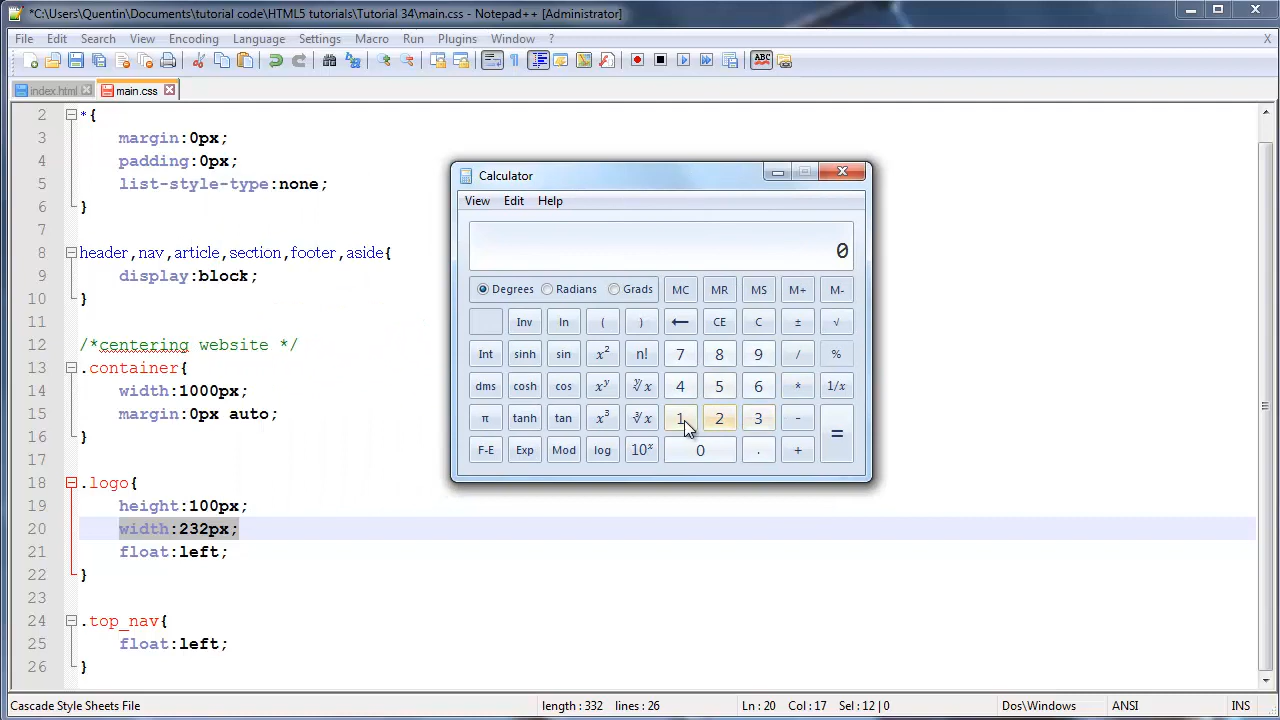 *C:\Users\Quentin\Documents\tutorial code\HTML5 tutorials\Tutorial 34\main.css - Notepad++ [Administrator]
File Edit Search View Encoding Language Settings Macro Run Plugins Window ? X
ABC
index.html main.css
2 *{
3 margin:0px;
4 padding:0px;
5 list-style-type:none;
6 }
7
8 header,nav,article,section,footer,aside{
9 display:block;
10 }
11
12 /*centering website */
13 .container{
14 width:1000px;
15 margin:0px auto;
16 }
17
18 .logo{
19 height:100px;
20 width:232px;
21 float:left;
22 }
23
24 .top_nav{
25 float:left;
26 }
Calculator
View Edit Help
0
Degrees Radians Grads MC MR MS M+ M-
Inv ln ( ) ← CE C ± √
Int sinh sin x² n! 7 8 9 / %
dms cosh cos xʸ ʸ√x 4 5 6 * 1/x
π tanh tan x³ ³√x 1 2 3 - =
F-E Exp Mod log 10ˣ 0 . +
Cascade Style Sheets File length : 332 lines : 26 Ln : 20 Col : 17 Sel : 12 | 0 Dos\Windows ANSI INS